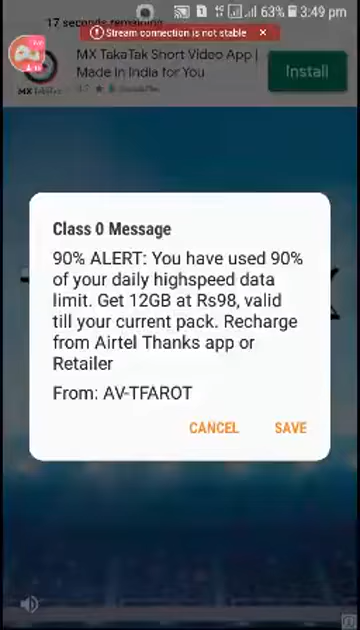 17 seconds remaining
63% 3:49 pm
Stream connection is not stable
MX TakaTak Short Video App |
Made in India for You
Install
Class 0 Message
90% ALERT: You have used 90%
of your daily highspeed data
limit. Get 12GB at Rs98, valid
till your current pack. Recharge
from Airtel Thanks app or
Retailer
From: AV-TFAROT
CANCEL SAVE